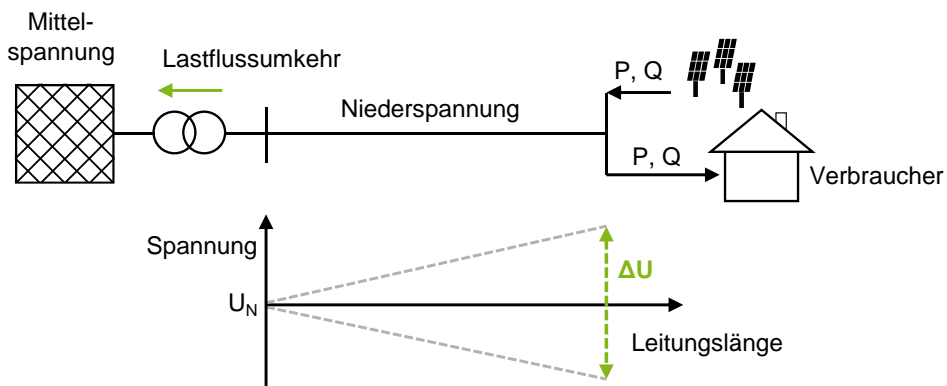 Mittel-
spannung
Lastflussumkehr
P, Q
Niederspannung
P, Q
Verbraucher
Spannung
ΔU
U_N
Leitungslänge